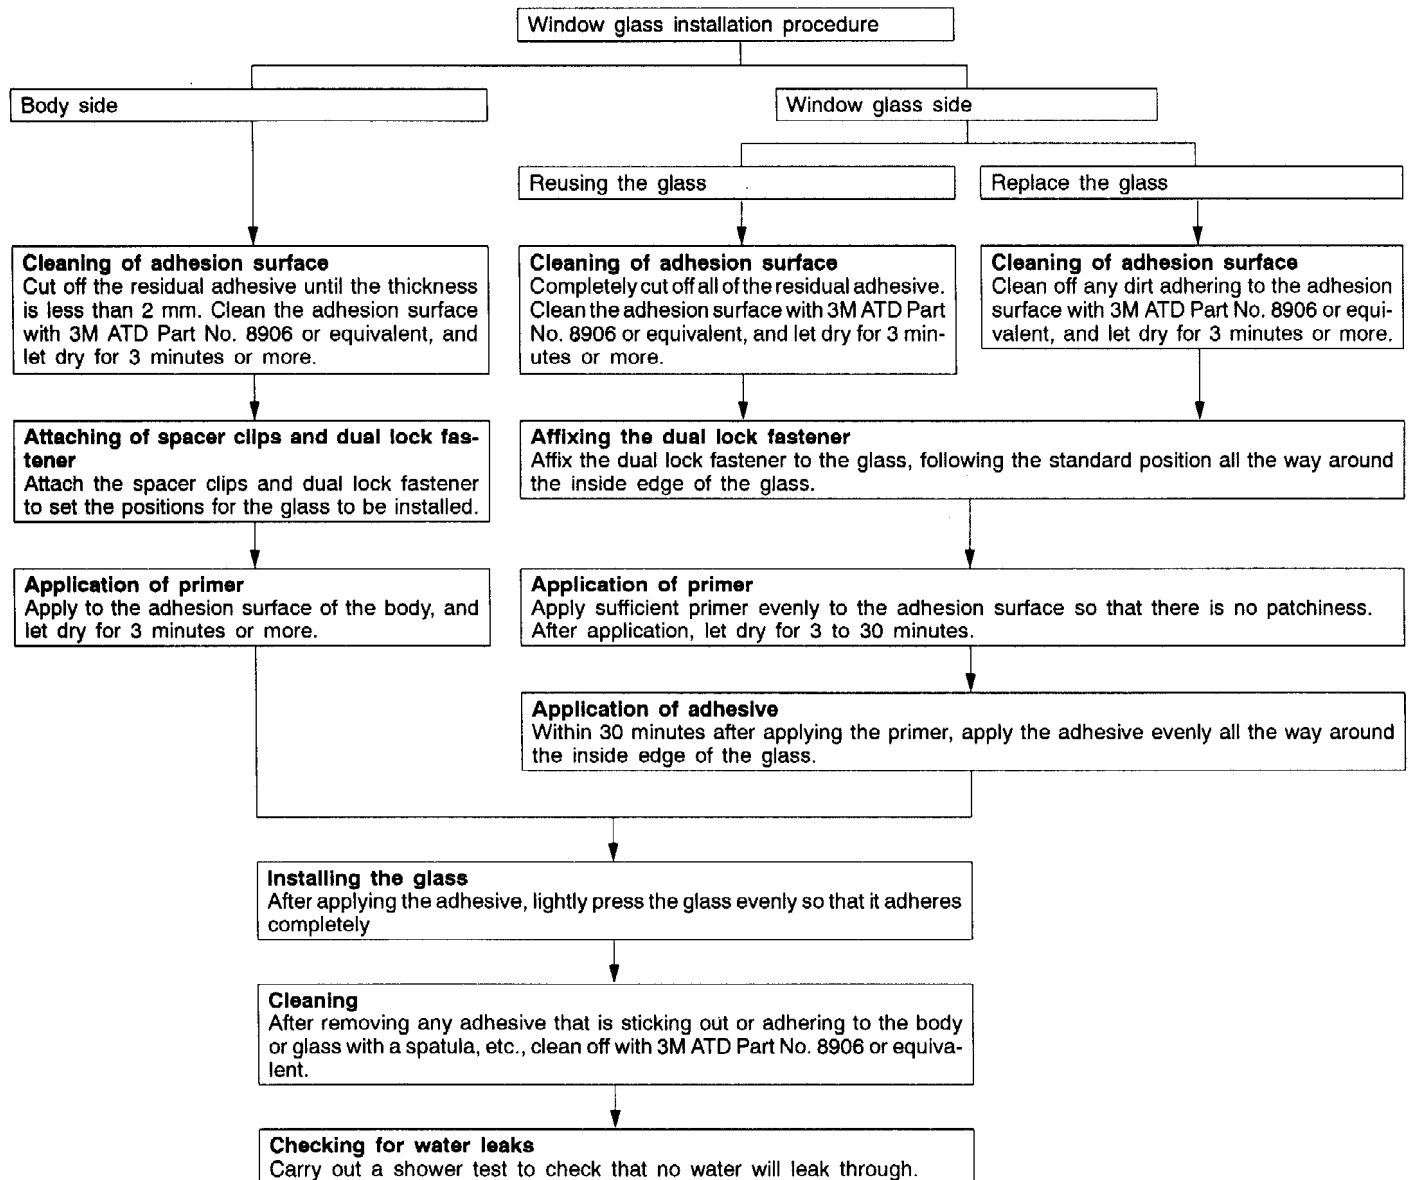 Window glass installation procedure
Body side
Window glass side
Reusing the glass
Replace the glass
Cleaning of adhesion surface
Cut off the residual adhesive until the thickness
is less than 2 mm. Clean the adhesion surface
with 3M ATD Part No. 8906 or equivalent, and
let dry for 3 minutes or more.
Cleaning of adhesion surface
Completely cut off all of the residual adhesive.
Clean the adhesion surface with 3M ATD Part
No. 8906 or equivalent, and let dry for 3 min-
utes or more.
Cleaning of adhesion surface
Clean off any dirt adhering to the adhesion
surface with 3M ATD Part No. 8906 or equi-
valent, and let dry for 3 minutes or more.
Attaching of spacer clips and dual lock fas-
tener
Attach the spacer clips and dual lock fastener
to set the positions for the glass to be installed.
Affixing the dual lock fastener
Affix the dual lock fastener to the glass, following the standard position all the way around
the inside edge of the glass.
Application of primer
Apply to the adhesion surface of the body, and
let dry for 3 minutes or more.
Application of primer
Apply sufficient primer evenly to the adhesion surface so that there is no patchiness.
After application, let dry for 3 to 30 minutes.
Application of adhesive
Within 30 minutes after applying the primer, apply the adhesive evenly all the way around
the inside edge of the glass.
Installing the glass
After applying the adhesive, lightly press the glass evenly so that it adheres
completely
Cleaning
After removing any adhesive that is sticking out or adhering to the body
or glass with a spatula, etc., clean off with 3M ATD Part No. 8906 or equiva-
lent.
Checking for water leaks
Carry out a shower test to check that no water will leak through.